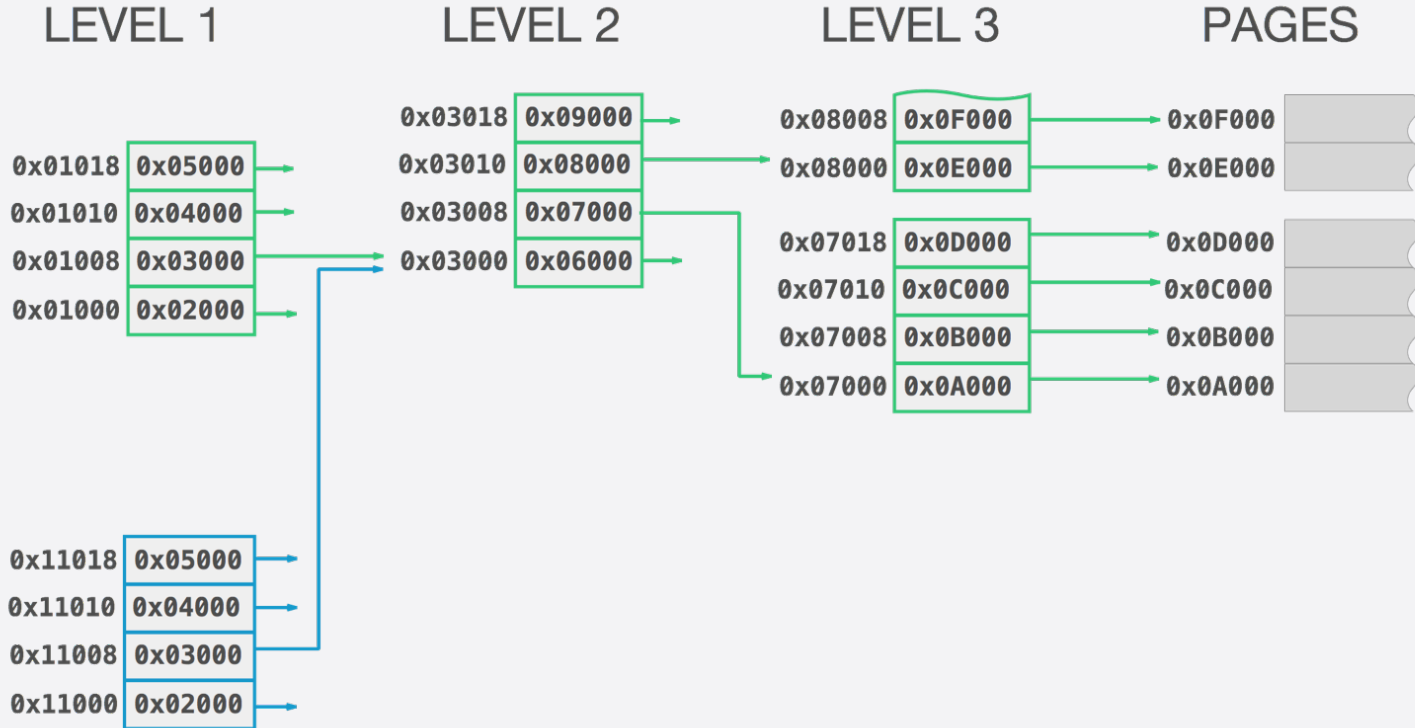 LEVEL 1 LEVEL 2 LEVEL 3 PAGES
0x01018 0x05000
0x01010 0x04000
0x01008 0x03000
0x01000 0x02000
0x11018 0x05000
0x11010 0x04000
0x11008 0x03000
0x11000 0x02000
0x03018 0x09000
0x03010 0x08000
0x03008 0x07000
0x03000 0x06000
0x08008 0x0F000 0x0F000
0x08000 0x0E000 0x0E000
0x07018 0x0D000 0x0D000
0x07010 0x0C000 0x0C000
0x07008 0x0B000 0x0B000
0x07000 0x0A000 0x0A000